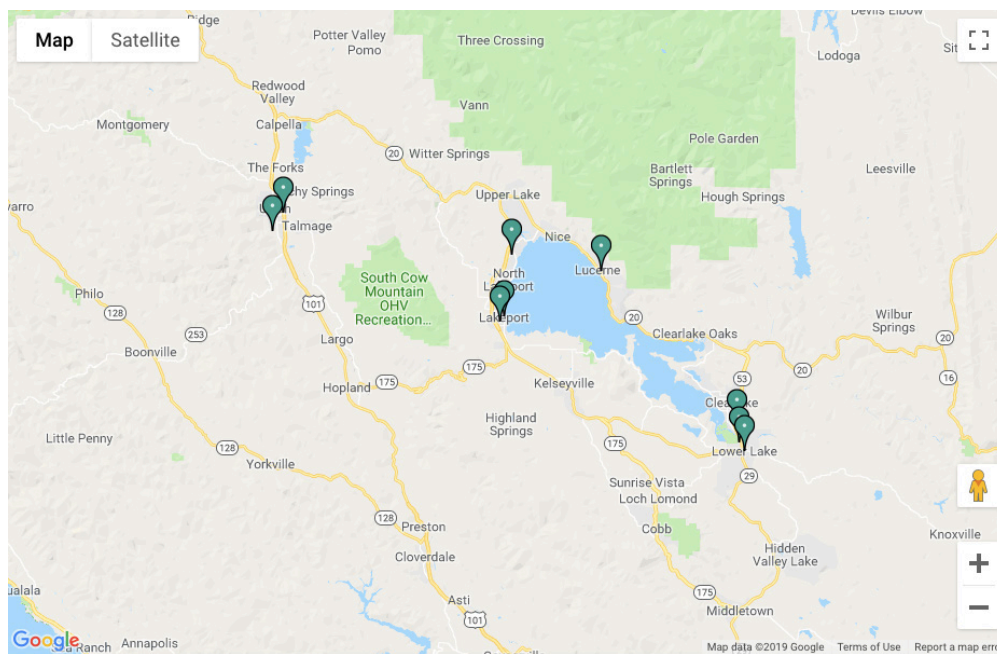 Ridge
Devils Elbow
Map
Satellite
Potter Valley
Pomo
Three Crossing
Lodoga
Redwood
Valley
Vann
Montgomery
Calpella
Pole Garden
20
Witter Springs
The Forks
Bartlett
Springs
Leesville
Upper Lake
Hough Springs
Talmage
Nice
South Cow
Mountain
OHV
Recreation...
North
Lucerne
Philo
128
101
Lakeport
20
Wilbur
Springs
253
Largo
Clearlake Oaks
20
Boonville
175
20
Hopland
175
Kelseyville
53
16
Highland
Springs
Little Penny
128
175
Lower Lake
Yorkville
Sunrise Vista
29
Loch Lomond
128
Preston
Cobb
Knoxville
Cloverdale
Hidden
Valley Lake
175
Asti
Middletown
101
Google
Annapolis
Map data ©2019 Google
Terms of Use
Report a map